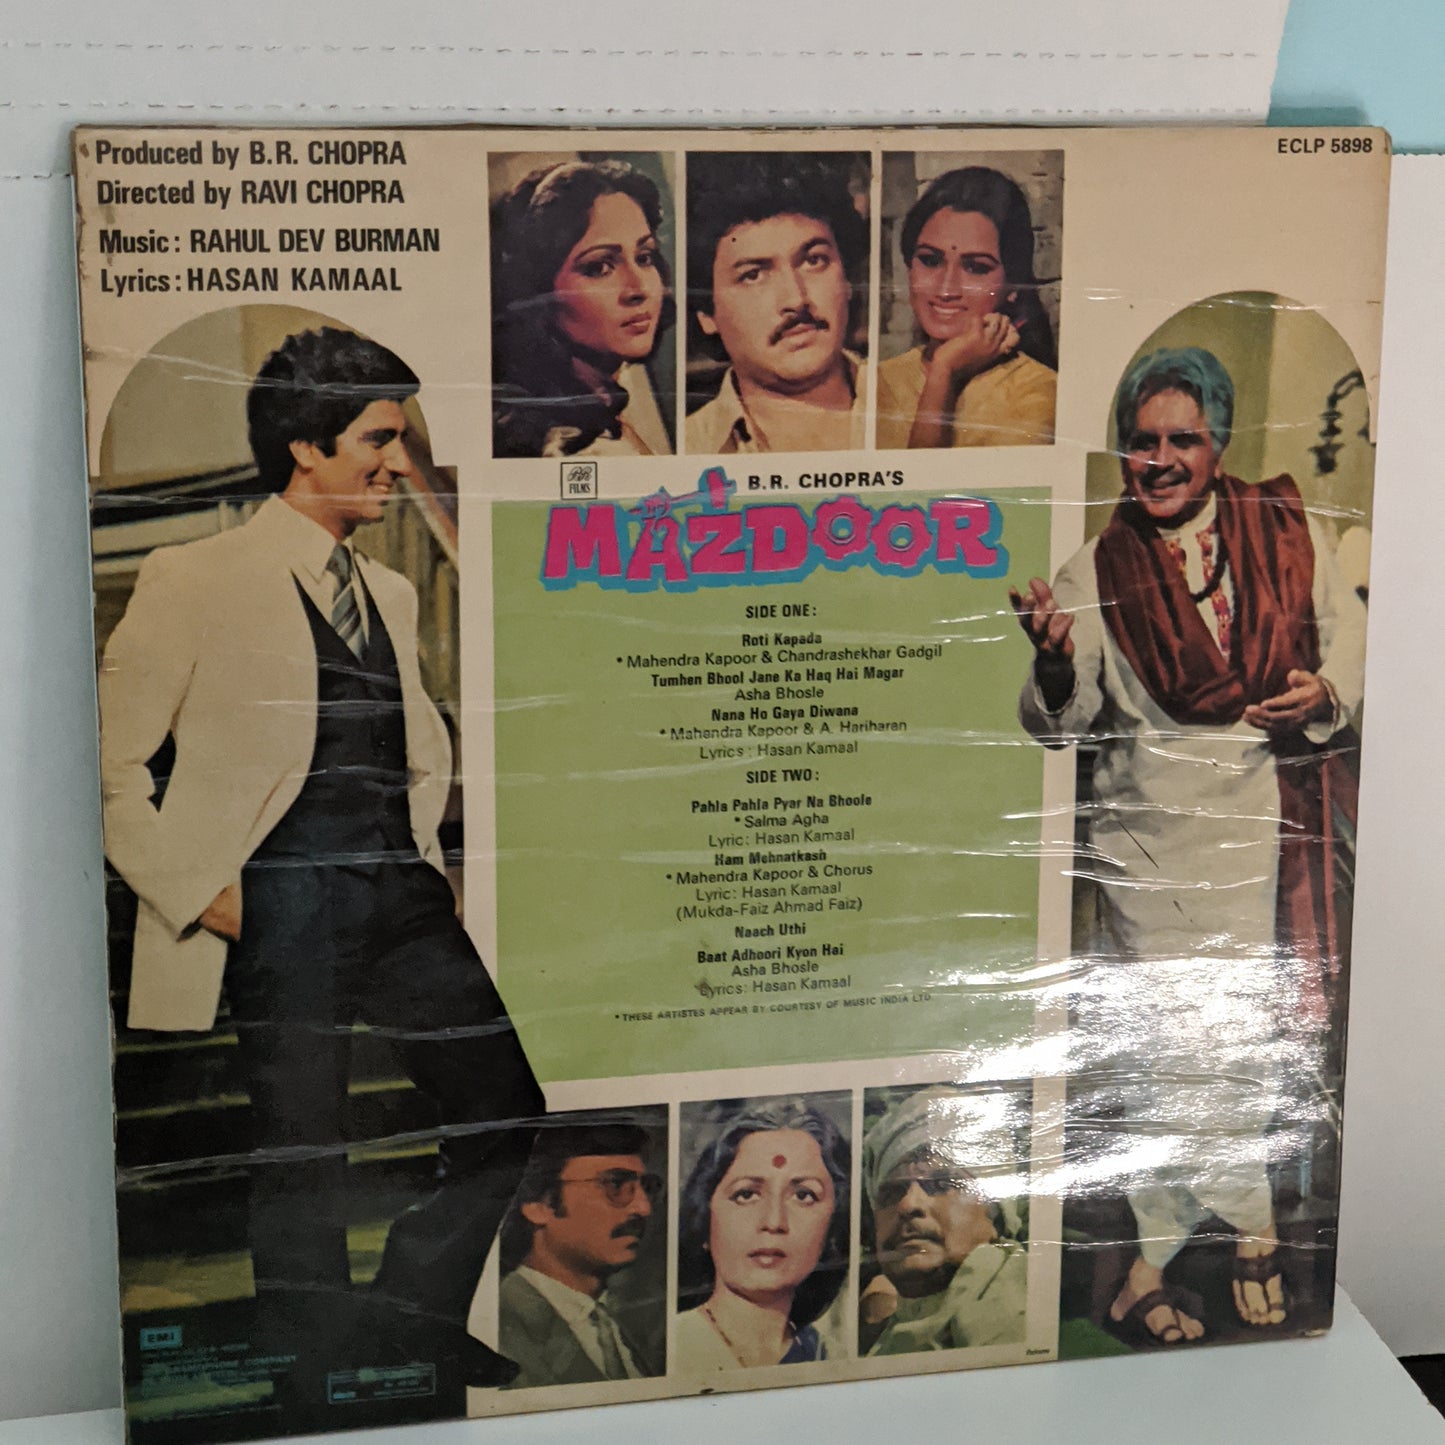 Produced by B.R. CHOPRA
Directed by RAVI CHOPRA
Music: RAHUL DEV BURMAN
Lyrics: HASAN KAMAAL
ECLP 5898
BR
FILMS
B.R. CHOPRA'S
MAZDOOR
SIDE ONE:
Roti Kapada
* Mahendra Kapoor & Chandrashekhar Gadgil
Tumhen Bhool Jane Ka Haq Hai Magar
Asha Bhosle
Nana Ho Gaya Diwana
* Mahendra Kapoor & A. Hariharan
Lyrics: Hasan Kamaal
SIDE TWO:
Pahla Pahla Pyar Na Bhoole
* Salma Agha
Lyric: Hasan Kamaal
Ham Mehnatkash
* Mahendra Kapoor & Chorus
Lyric: Hasan Kamaal
(Mukda-Faiz Ahmad Faiz)
Naach Uthi
Baat Adhoori Kyon Hai
Asha Bhosle
Lyrics: Hasan Kamaal
* THESE ARTISTES APPEAR BY COURTESY OF MUSIC INDIA LTD.
EMI
GRAMOPHONE COMPANY